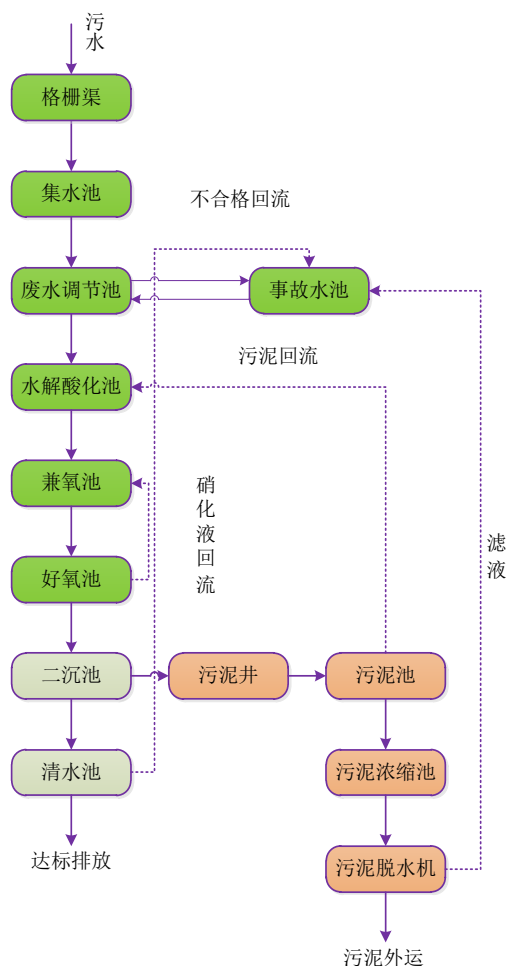 污水
格栅渠
集水池
不合格回流
废水调节池
事故水池
污泥回流
水解酸化池
兼氧池
硝化液回流
滤液
好氧池
二沉池
污泥井
污泥池
清水池
污泥浓缩池
达标排放
污泥脱水机
污泥外运